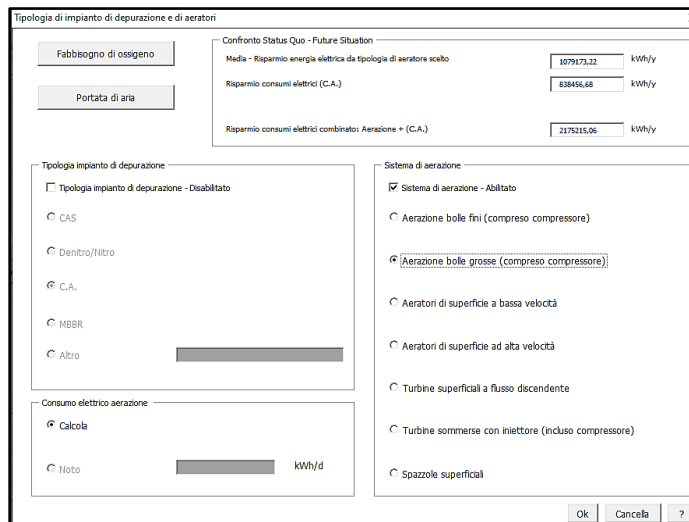 Tipologia di impianto di depurazione e di aeratori
Fabbisogno di ossigeno
Portata di aria
Confronto Status Quo - Future Situation
Media - Risparmio energia elettrica da tipologia di aeratore scelto 1079173,22 kWh/y
Risparmio consumi elettrici (C.A.) 838456,68 kWh/y
Risparmio consumi elettrici combinato: Aerazione + (C.A.) 2175215,06 kWh/y
Tipologia impianto di depurazione
Tipologia impianto di depurazione - Disabilitato
CAS
Denitro/Nitro
C.A.
MBBR
Altro
Consumo elettrico aerazione
Calcola
Noto kWh/d
Sistema di aerazione
Sistema di aerazione - Abilitato
Aerazione bolle fini (compreso compressore)
Aerazione bolle grosse (compreso compressore)
Aeratori di superficie a bassa velocità
Aeratori di superficie ad alta velocità
Turbine superficiali a flusso discendente
Turbine sommerse con iniettore (incluso compressore)
Spazzole superficiali
Ok Cancella ?